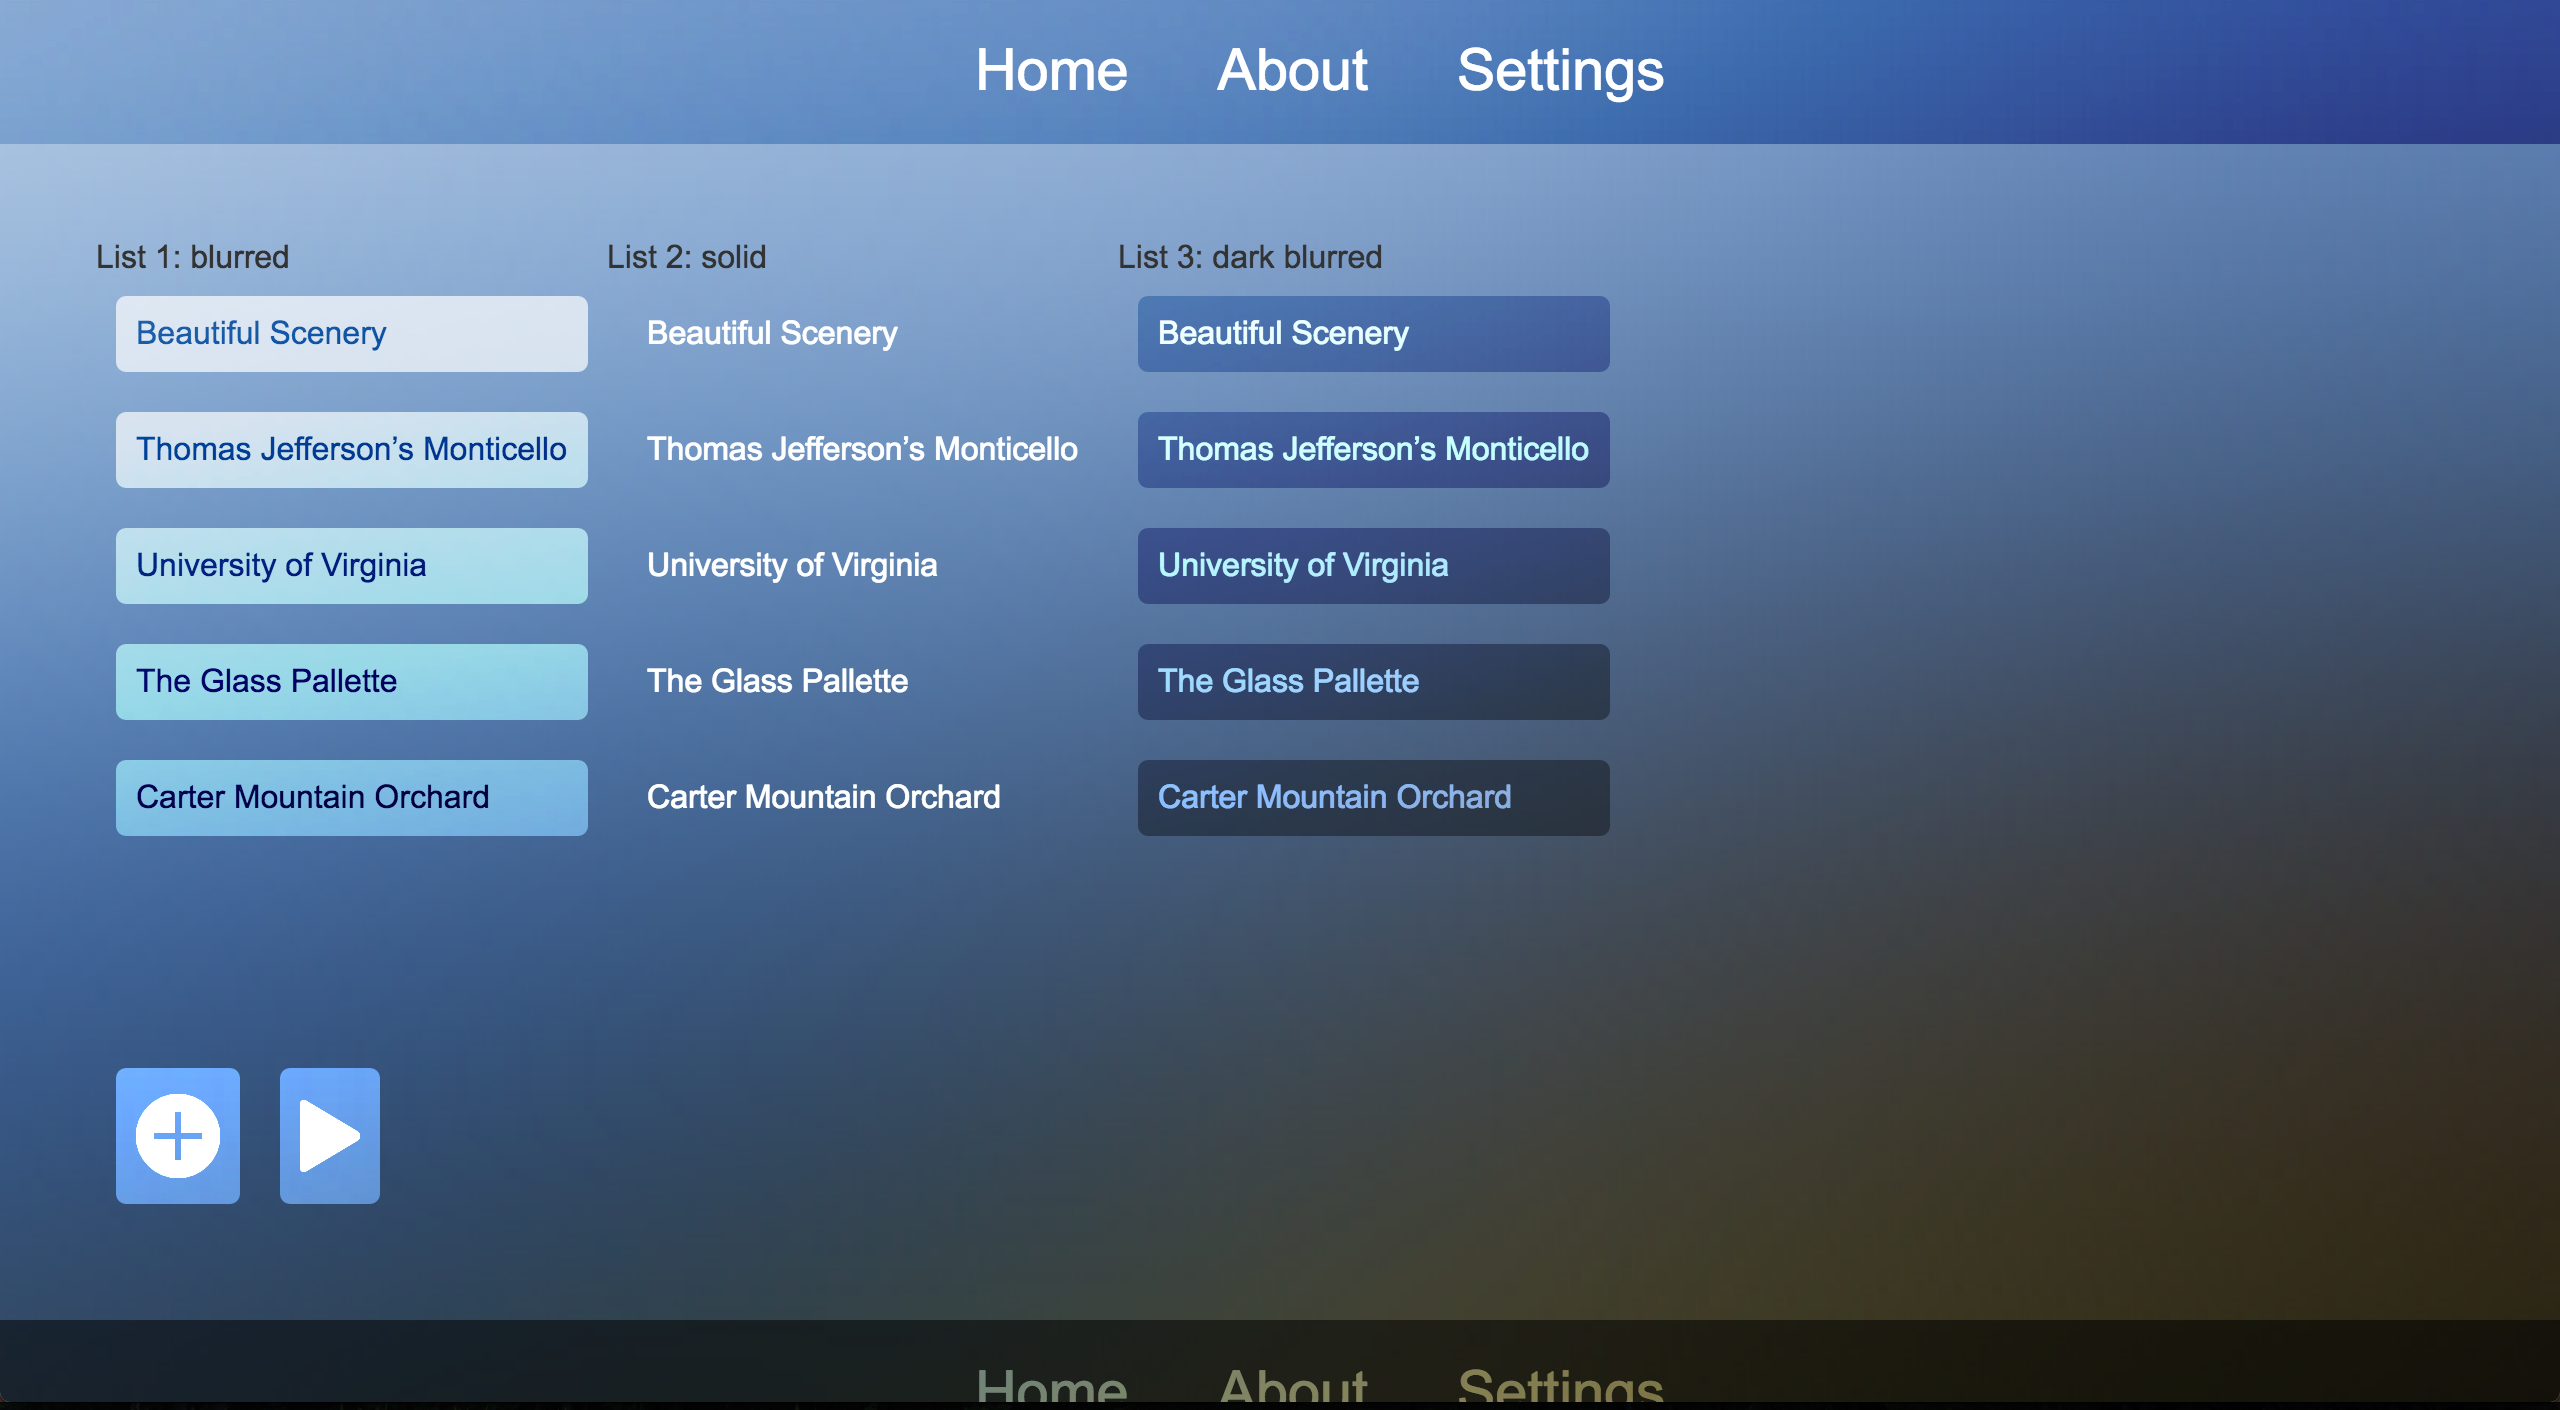 Home About Settings
List 1: blurred
Beautiful Scenery
Thomas Jefferson’s Monticello
University of Virginia
The Glass Pallette
Carter Mountain Orchard
List 2: solid
Beautiful Scenery
Thomas Jefferson’s Monticello
University of Virginia
The Glass Pallette
Carter Mountain Orchard
List 3: dark blurred
Beautiful Scenery
Thomas Jefferson’s Monticello
University of Virginia
The Glass Pallette
Carter Mountain Orchard
Home About Settings